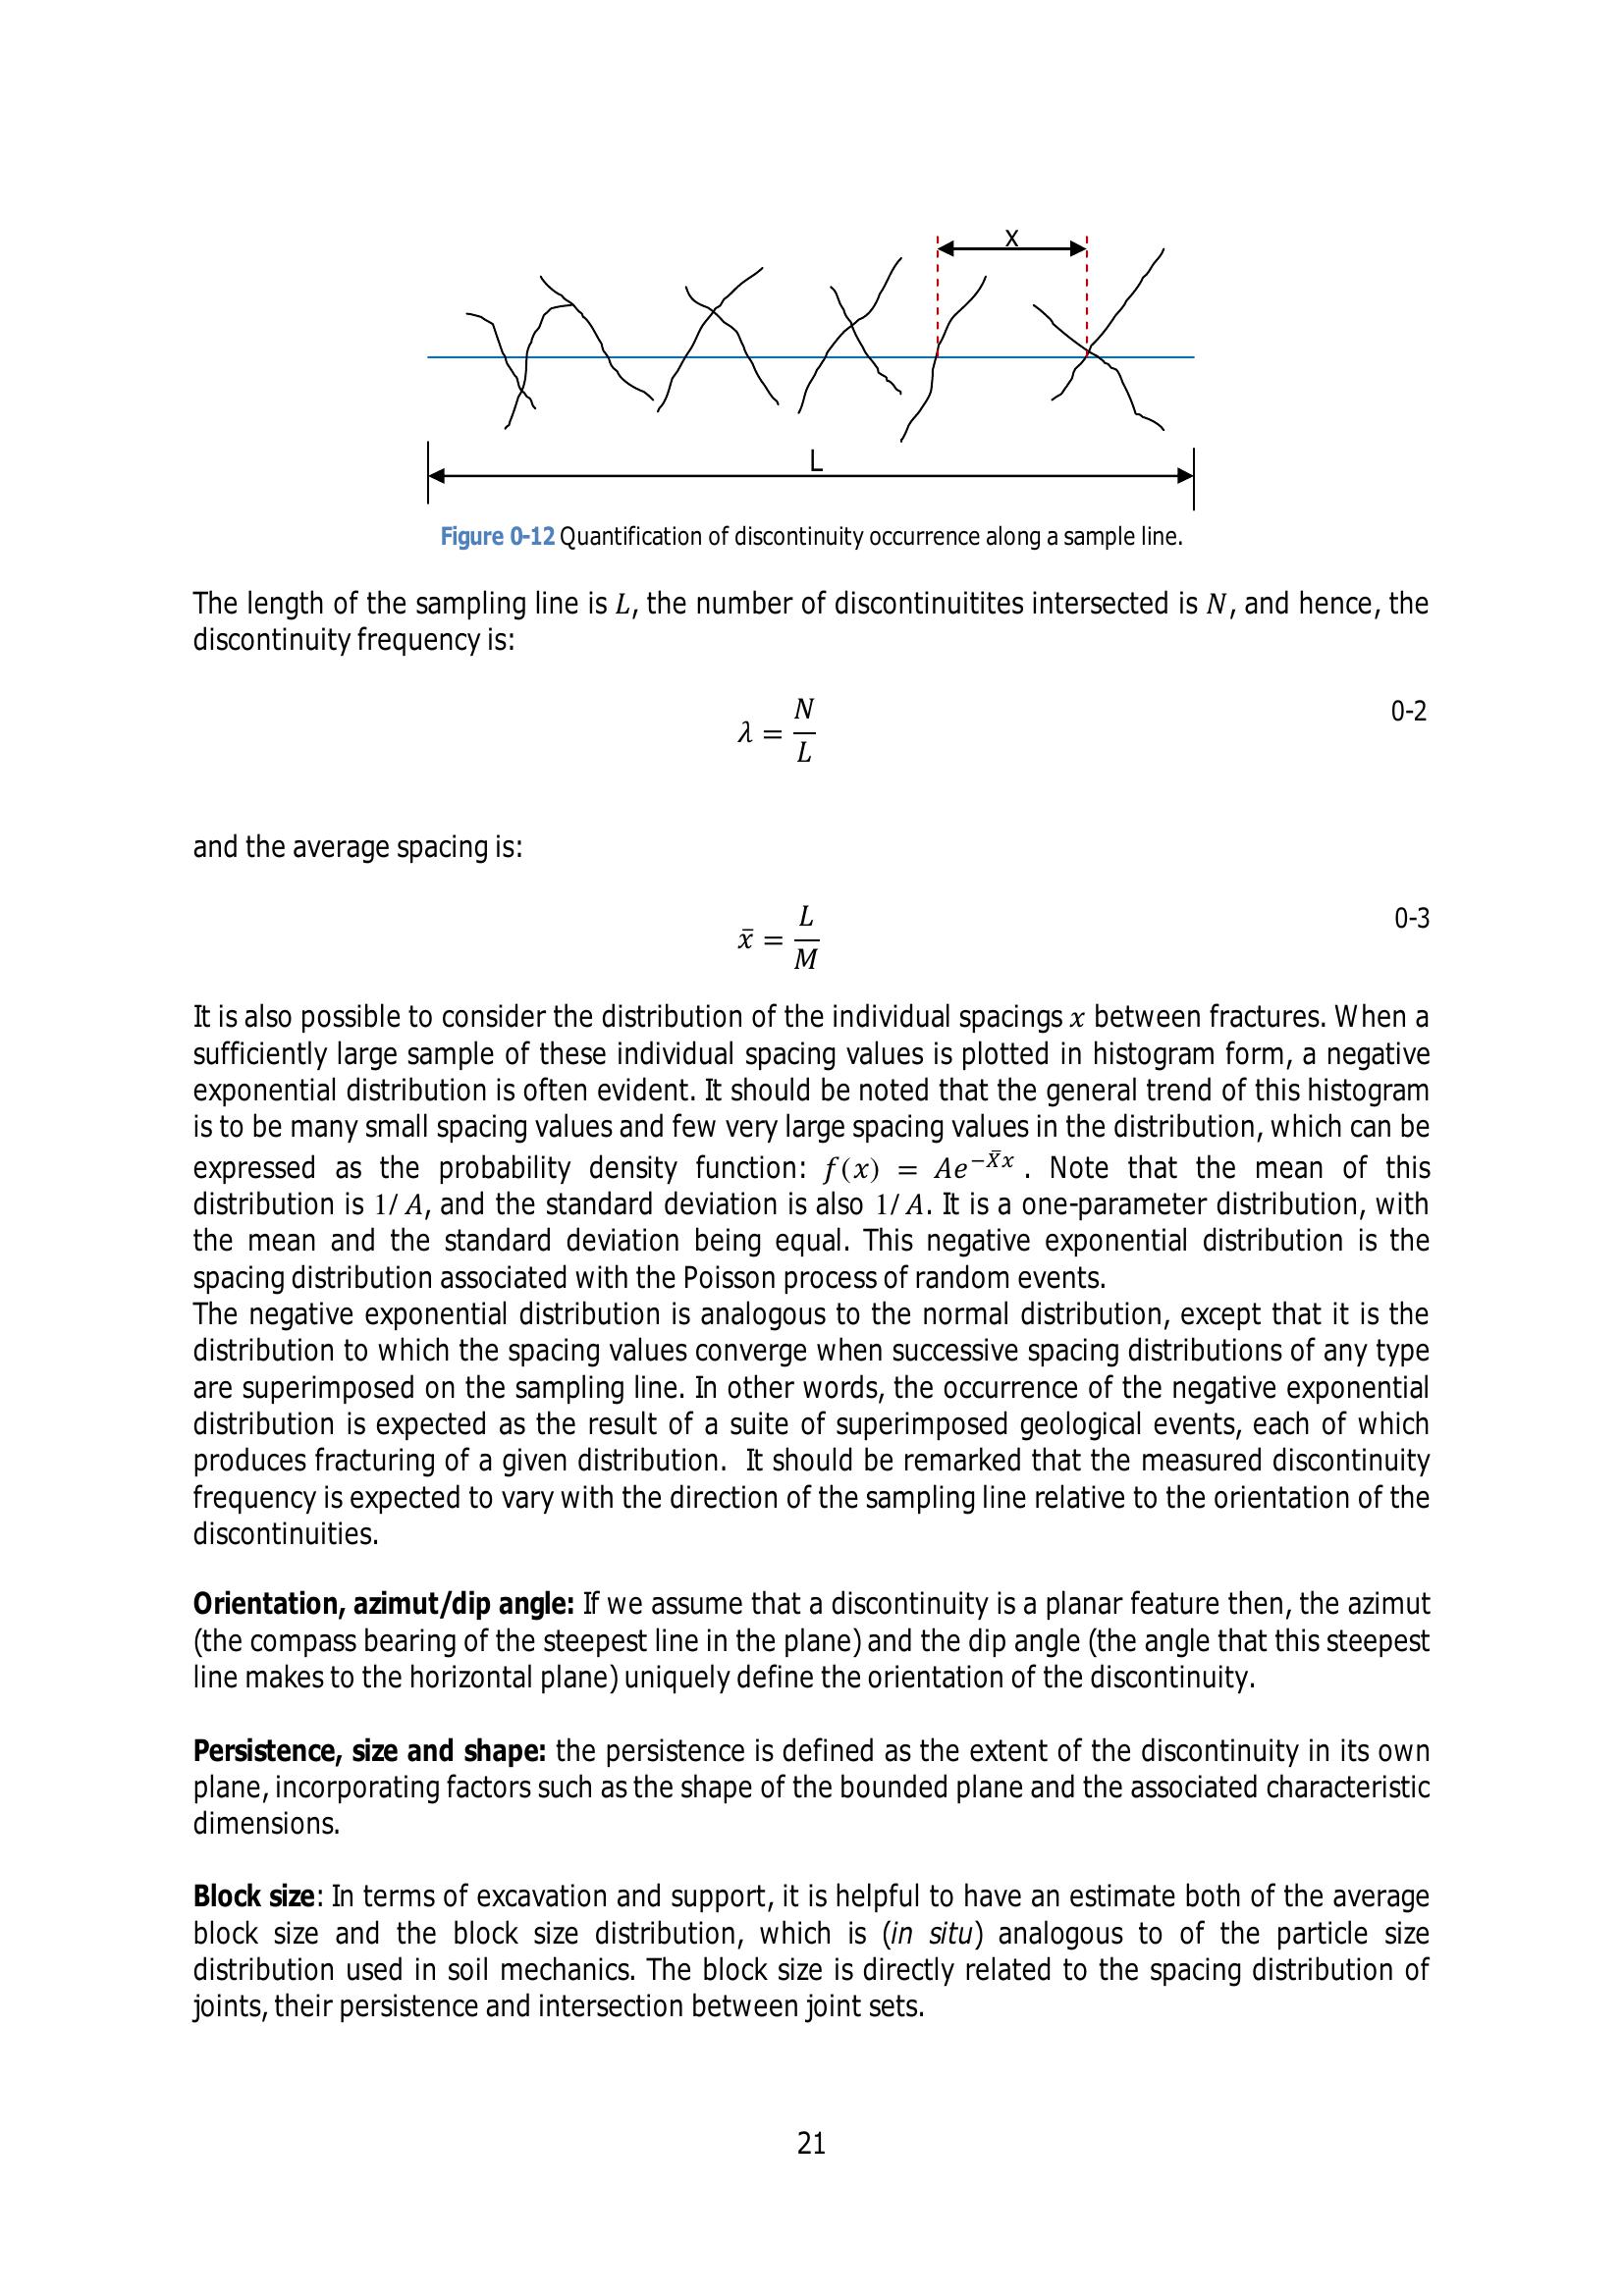 X
L
Figure 0-12 Quantification of discontinuity occurrence along a sample line.
The length of the sampling line is L, the number of discontinuitites intersected is N, and hence, the
discontinuity frequency is:
λ = N/L 0-2
and the average spacing is:
x̄ = L/M 0-3
It is also possible to consider the distribution of the individual spacings x between fractures. When a
sufficiently large sample of these individual spacing values is plotted in histogram form, a negative
exponential distribution is often evident. It should be noted that the general trend of this histogram
is to be many small spacing values and few very large spacing values in the distribution, which can be
expressed as the probability density function: f(x) = Ae^{−X̄x} . Note that the mean of this
distribution is 1/ A, and the standard deviation is also 1/ A. It is a one-parameter distribution, with
the mean and the standard deviation being equal. This negative exponential distribution is the
spacing distribution associated with the Poisson process of random events.
The negative exponential distribution is analogous to the normal distribution, except that it is the
distribution to which the spacing values converge when successive spacing distributions of any type
are superimposed on the sampling line. In other words, the occurrence of the negative exponential
distribution is expected as the result of a suite of superimposed geological events, each of which
produces fracturing of a given distribution. It should be remarked that the measured discontinuity
frequency is expected to vary with the direction of the sampling line relative to the orientation of the
discontinuities.
Orientation, azimut/dip angle: If we assume that a discontinuity is a planar feature then, the azimut
(the compass bearing of the steepest line in the plane) and the dip angle (the angle that this steepest
line makes to the horizontal plane) uniquely define the orientation of the discontinuity.
Persistence, size and shape: the persistence is defined as the extent of the discontinuity in its own
plane, incorporating factors such as the shape of the bounded plane and the associated characteristic
dimensions.
Block size: In terms of excavation and support, it is helpful to have an estimate both of the average
block size and the block size distribution, which is (in situ) analogous to of the particle size
distribution used in soil mechanics. The block size is directly related to the spacing distribution of
joints, their persistence and intersection between joint sets.
21